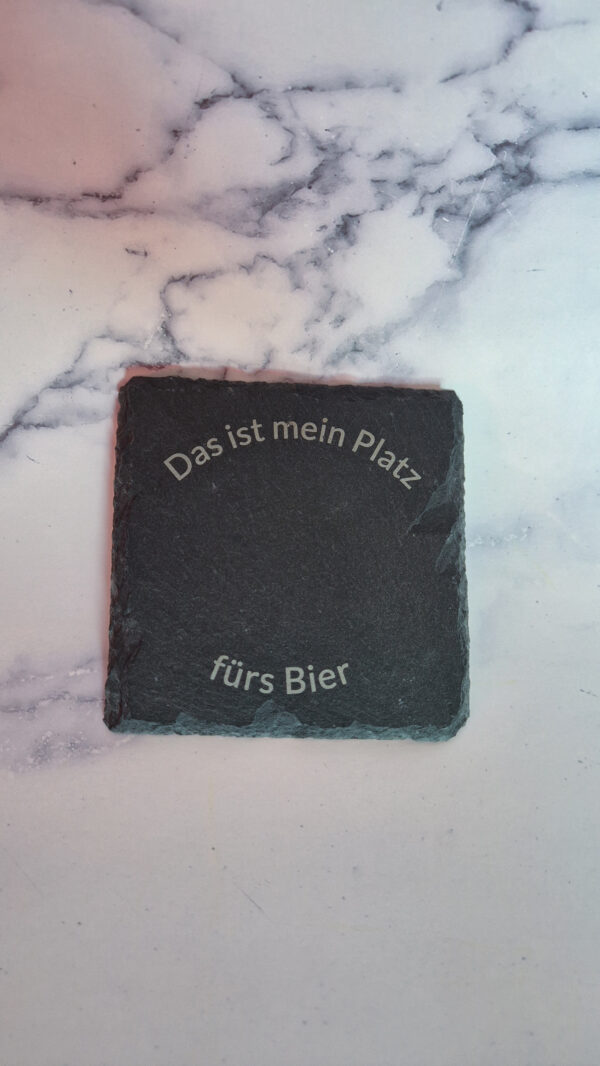 Das ist mein Platz
fürs Bier